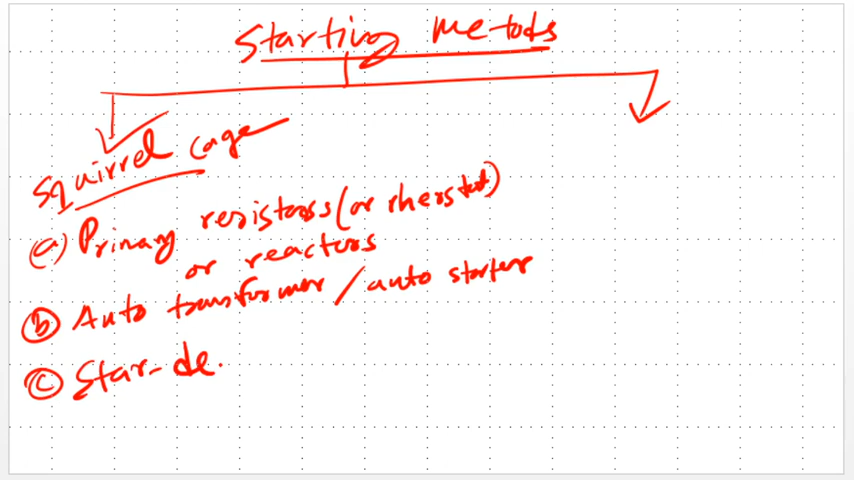 Starting metods
Squirrel cage
(a) Primary resistors (or rheostat)
or reactors
(b) Auto transformer / auto starter
(c) Star-de